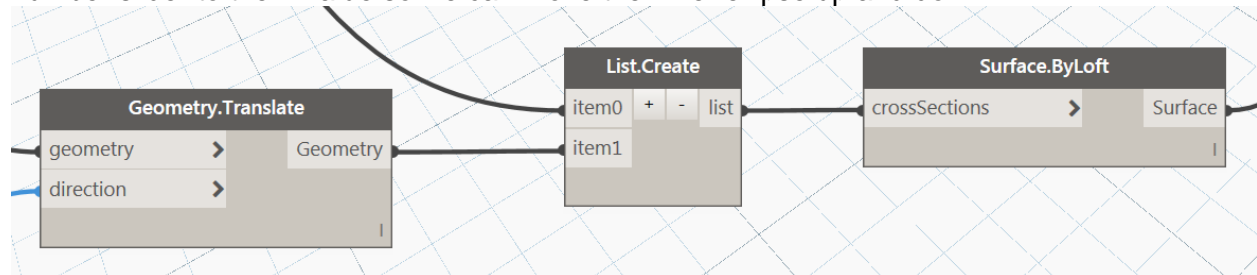 List.Create
Surface.ByLoft
Geometry.Translate
item0 + - list
crossSections > Surface
geometry > Geometry
item1
direction >
I
I